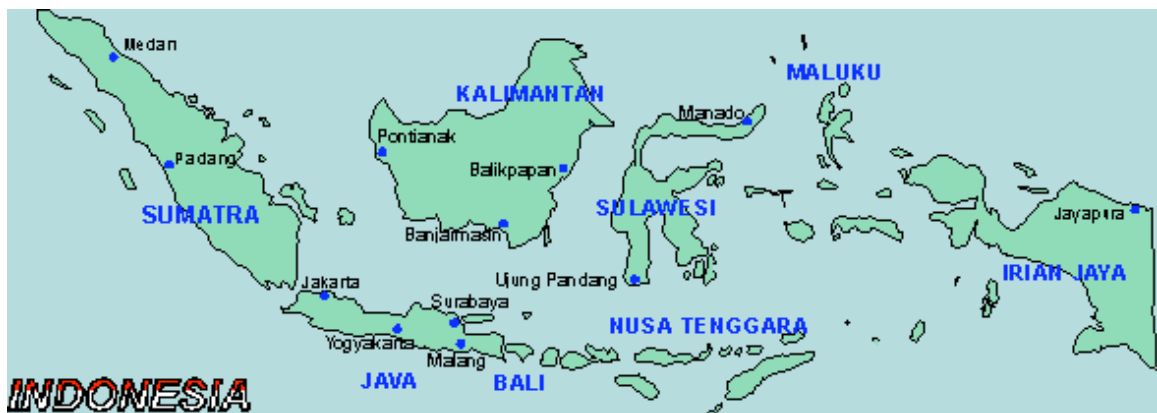 Medan
MALUKU
KALIMANTAN
Manado
Pontianak
Padang
Balikpapan
SUMATRA
SULAWESI
Jayapura
Banjarmasin
Ujung Pandang
IRIAN JAYA
Jakarta
Surabaya
NUSA TENGGARA
Yogyakarta
Malang
JAVA
BALI
INDONESIA